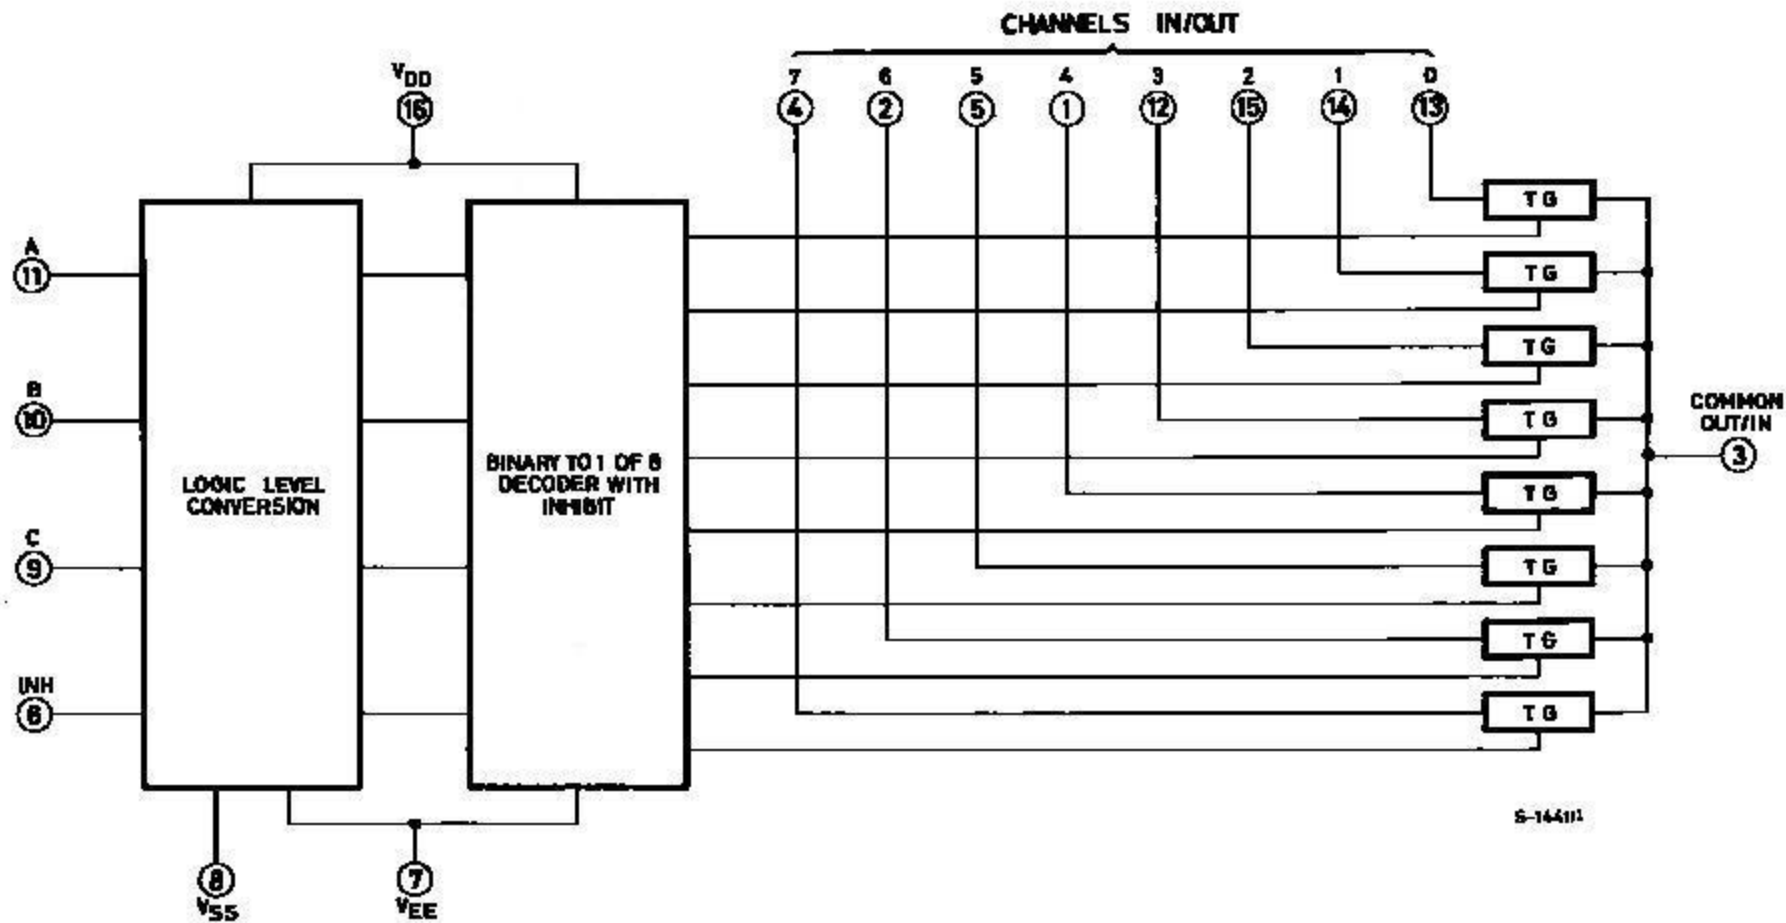 CHANNELS IN/OUT
7 6 5 4 3 2 1 0
4 2 5 1 12 15 14 13
VDD
16
A
11
B
10
C
9
INH
6
LOGIC LEVEL
CONVERSION
BINARY TO 1 OF 8
DECODER WITH
INHIBIT
TG
TG
TG
TG
TG
TG
TG
TG
COMMON
OUT/IN
3
8
VSS
7
VEE